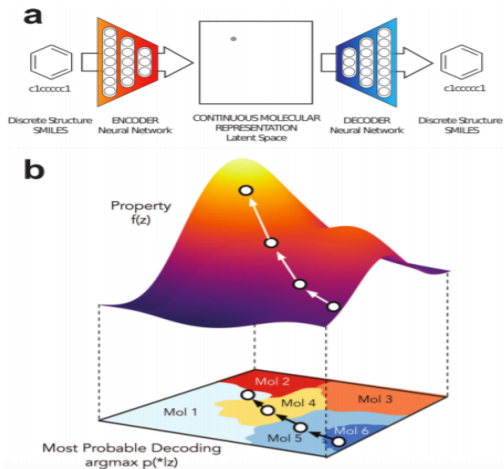 a
c1ccccc1
c1ccccc1
Discrete Structure
SMILES
ENCODER
Neural Network
CONTINUOUS MOLECULAR
REPRESENTATION
Latent Space
DECODER
Neural Network
Discrete Structure
SMILES
b
Property
f(z)
Mol 2
Mol 3
Mol 4
Mol 1
Mol 5
Mol 6
Most Probable Decoding
argmax p(*|z)